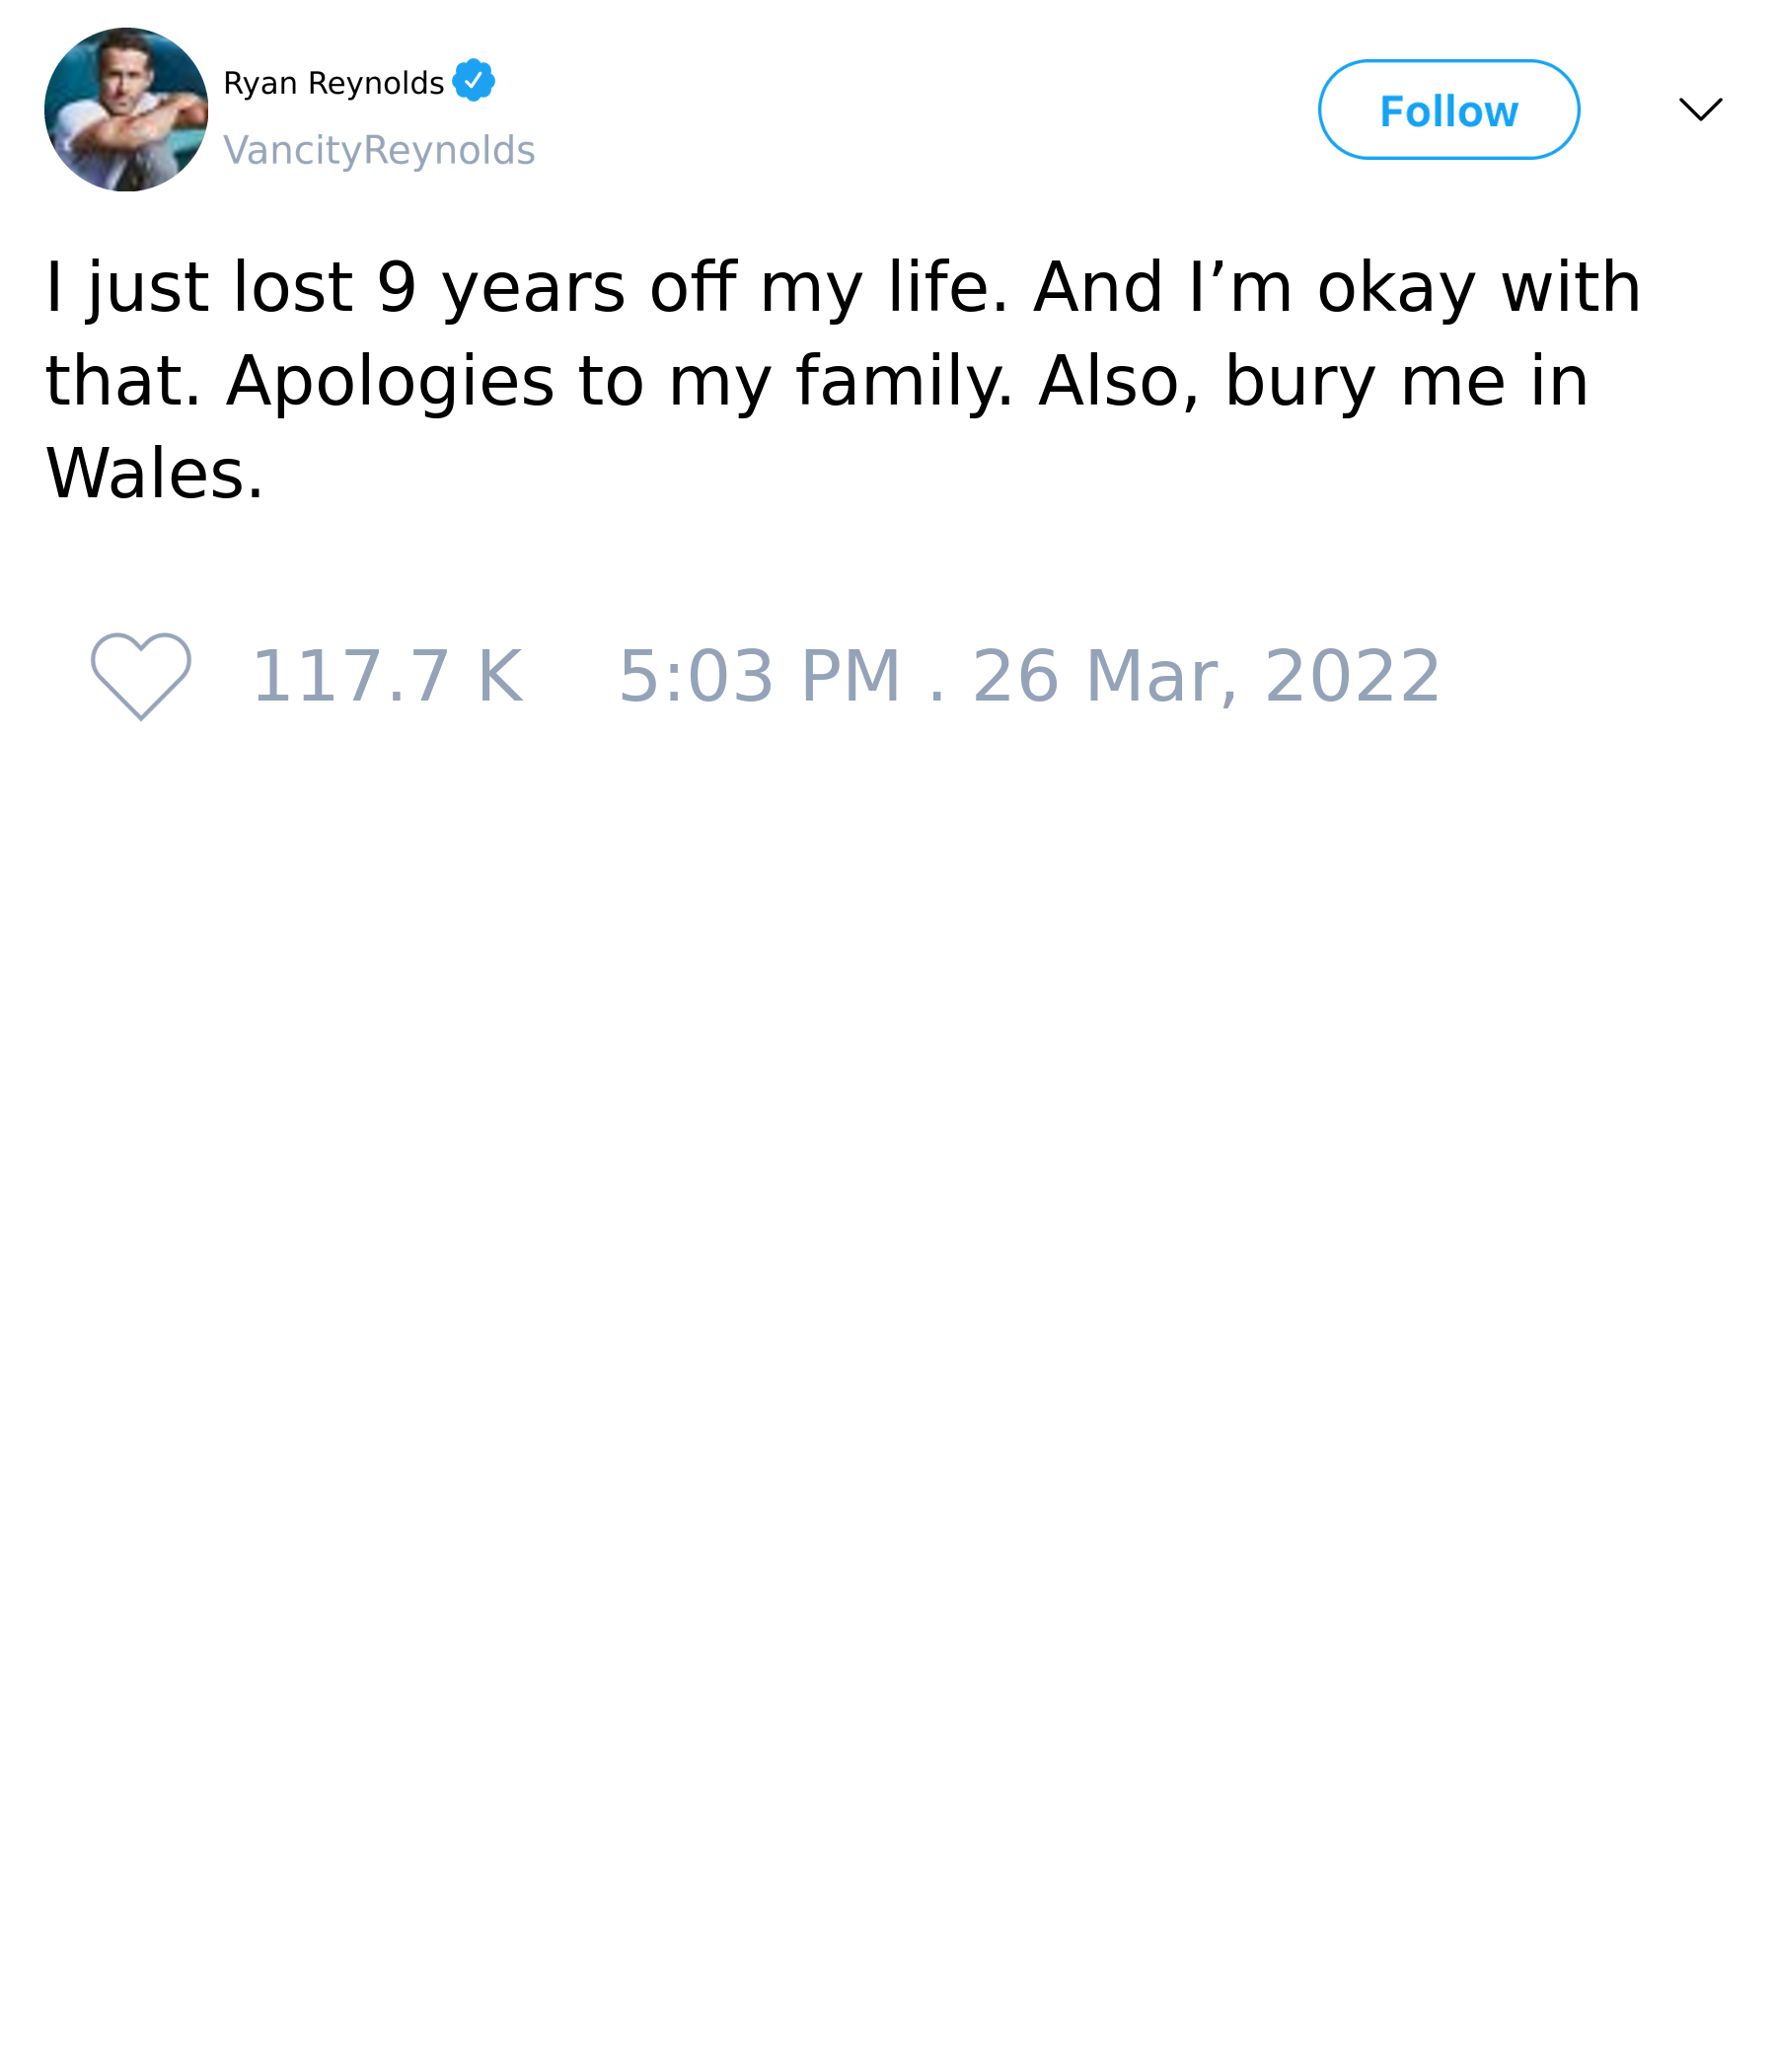 Ryan Reynolds
VancityReynolds
Follow
I just lost 9 years off my life. And I’m okay with
that. Apologies to my family. Also, bury me in
Wales.
117.7 K 5:03 PM . 26 Mar, 2022